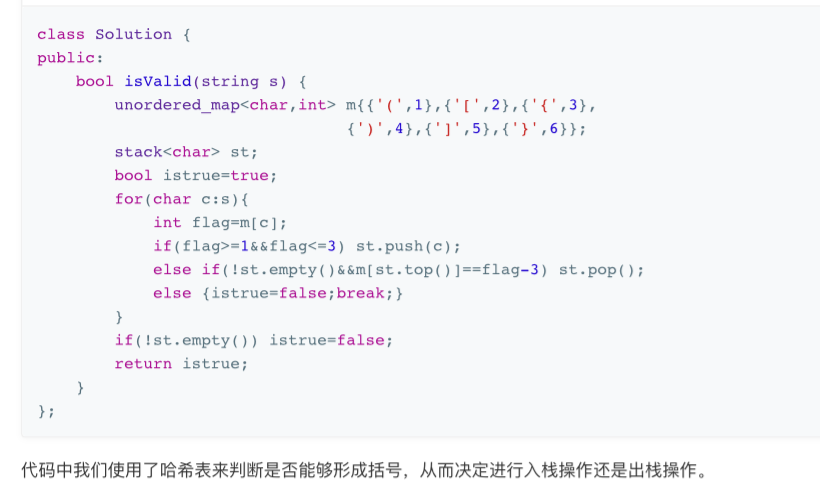 class Solution {
public:
    bool isValid(string s) {
        unordered_map<char,int> m{{'(',1},{'[',2},{'{',3},
                                {')',4},{']',5},{'}',6}};
        stack<char> st;
        bool istrue=true;
        for(char c:s){
            int flag=m[c];
            if(flag>=1&&flag<=3) st.push(c);
            else if(!st.empty()&&m[st.top()]==flag-3) st.pop();
            else {istrue=false;break;}
        }
        if(!st.empty()) istrue=false;
        return istrue;
    }
};
代码中我们使用了哈希表来判断是否能够形成括号，从而决定进行入栈操作还是出栈操作。